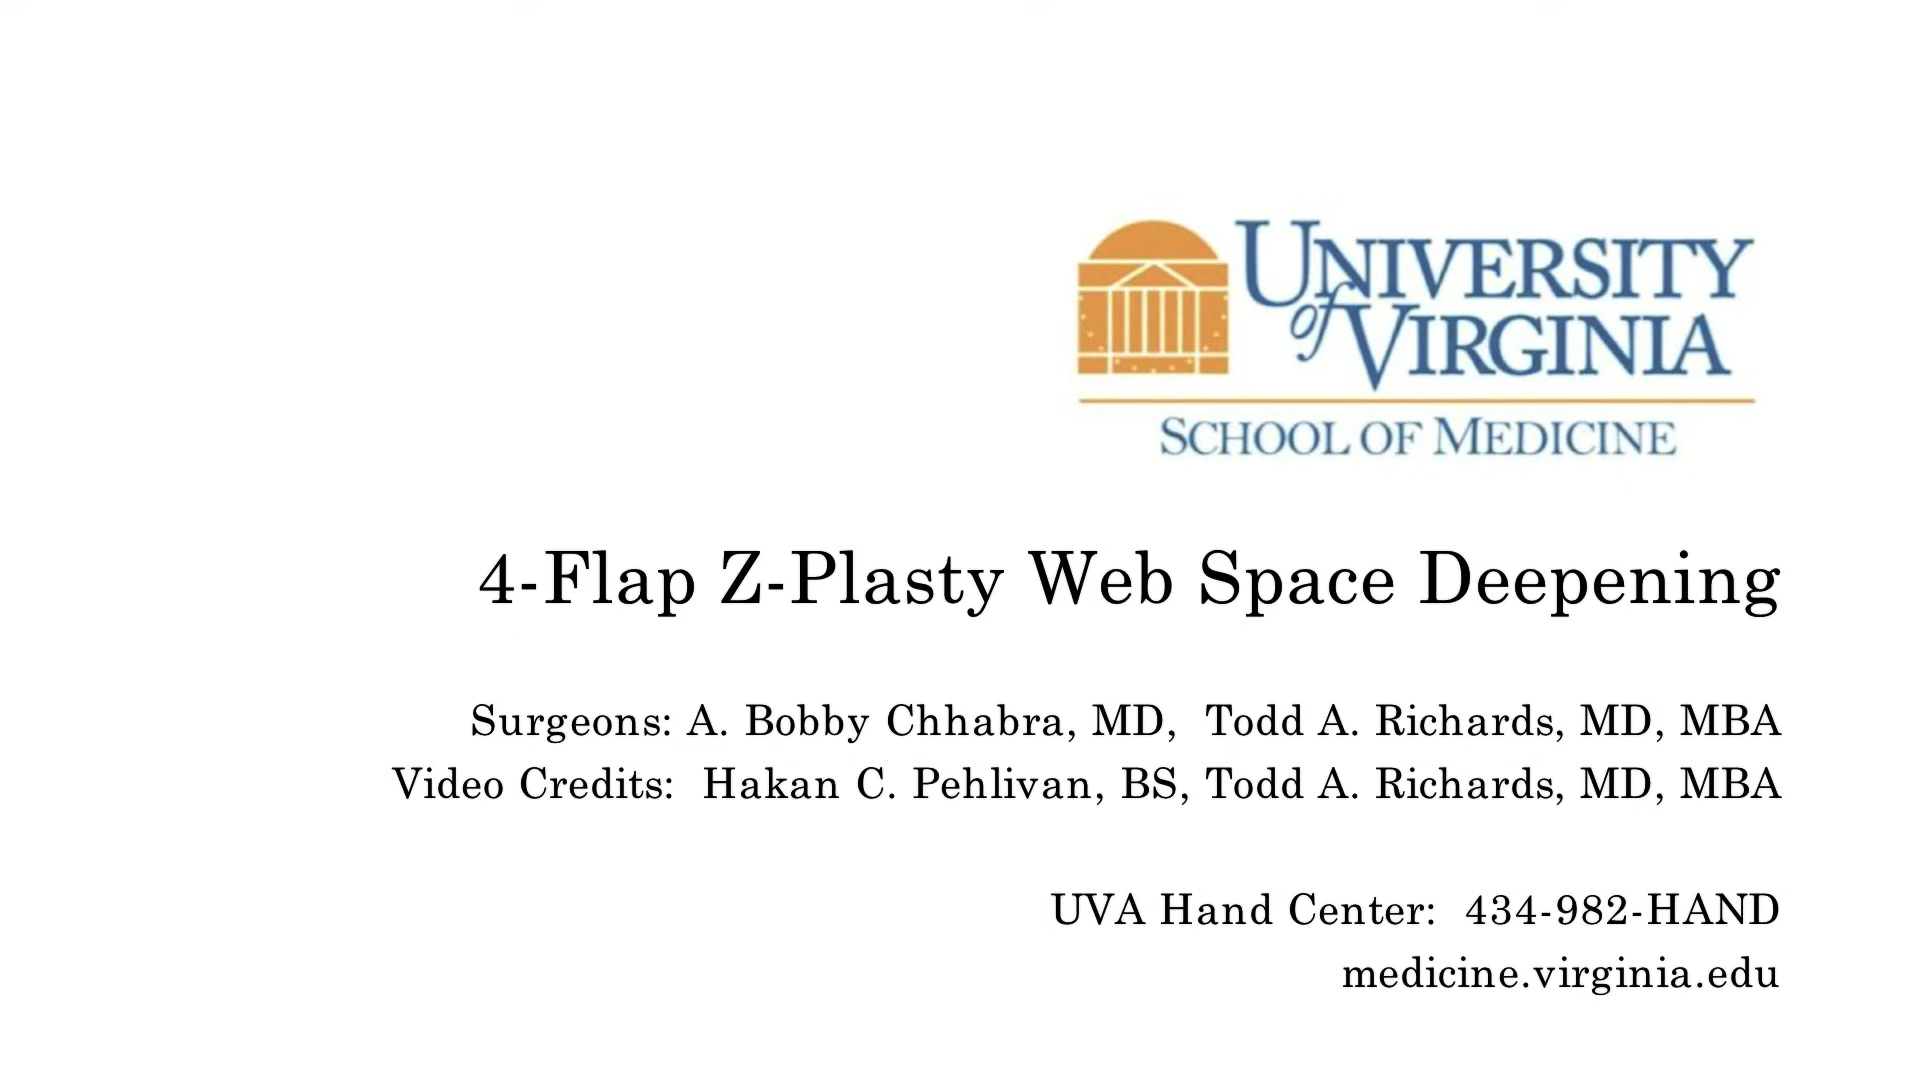 UNIVERSITY
of VIRGINIA
SCHOOL OF MEDICINE
4-Flap Z-Plasty Web Space Deepening
Surgeons: A. Bobby Chhabra, MD, Todd A. Richards, MD, MBA
Video Credits: Hakan C. Pehlivan, BS, Todd A. Richards, MD, MBA
UVA Hand Center: 434-982-HAND
medicine.virginia.edu